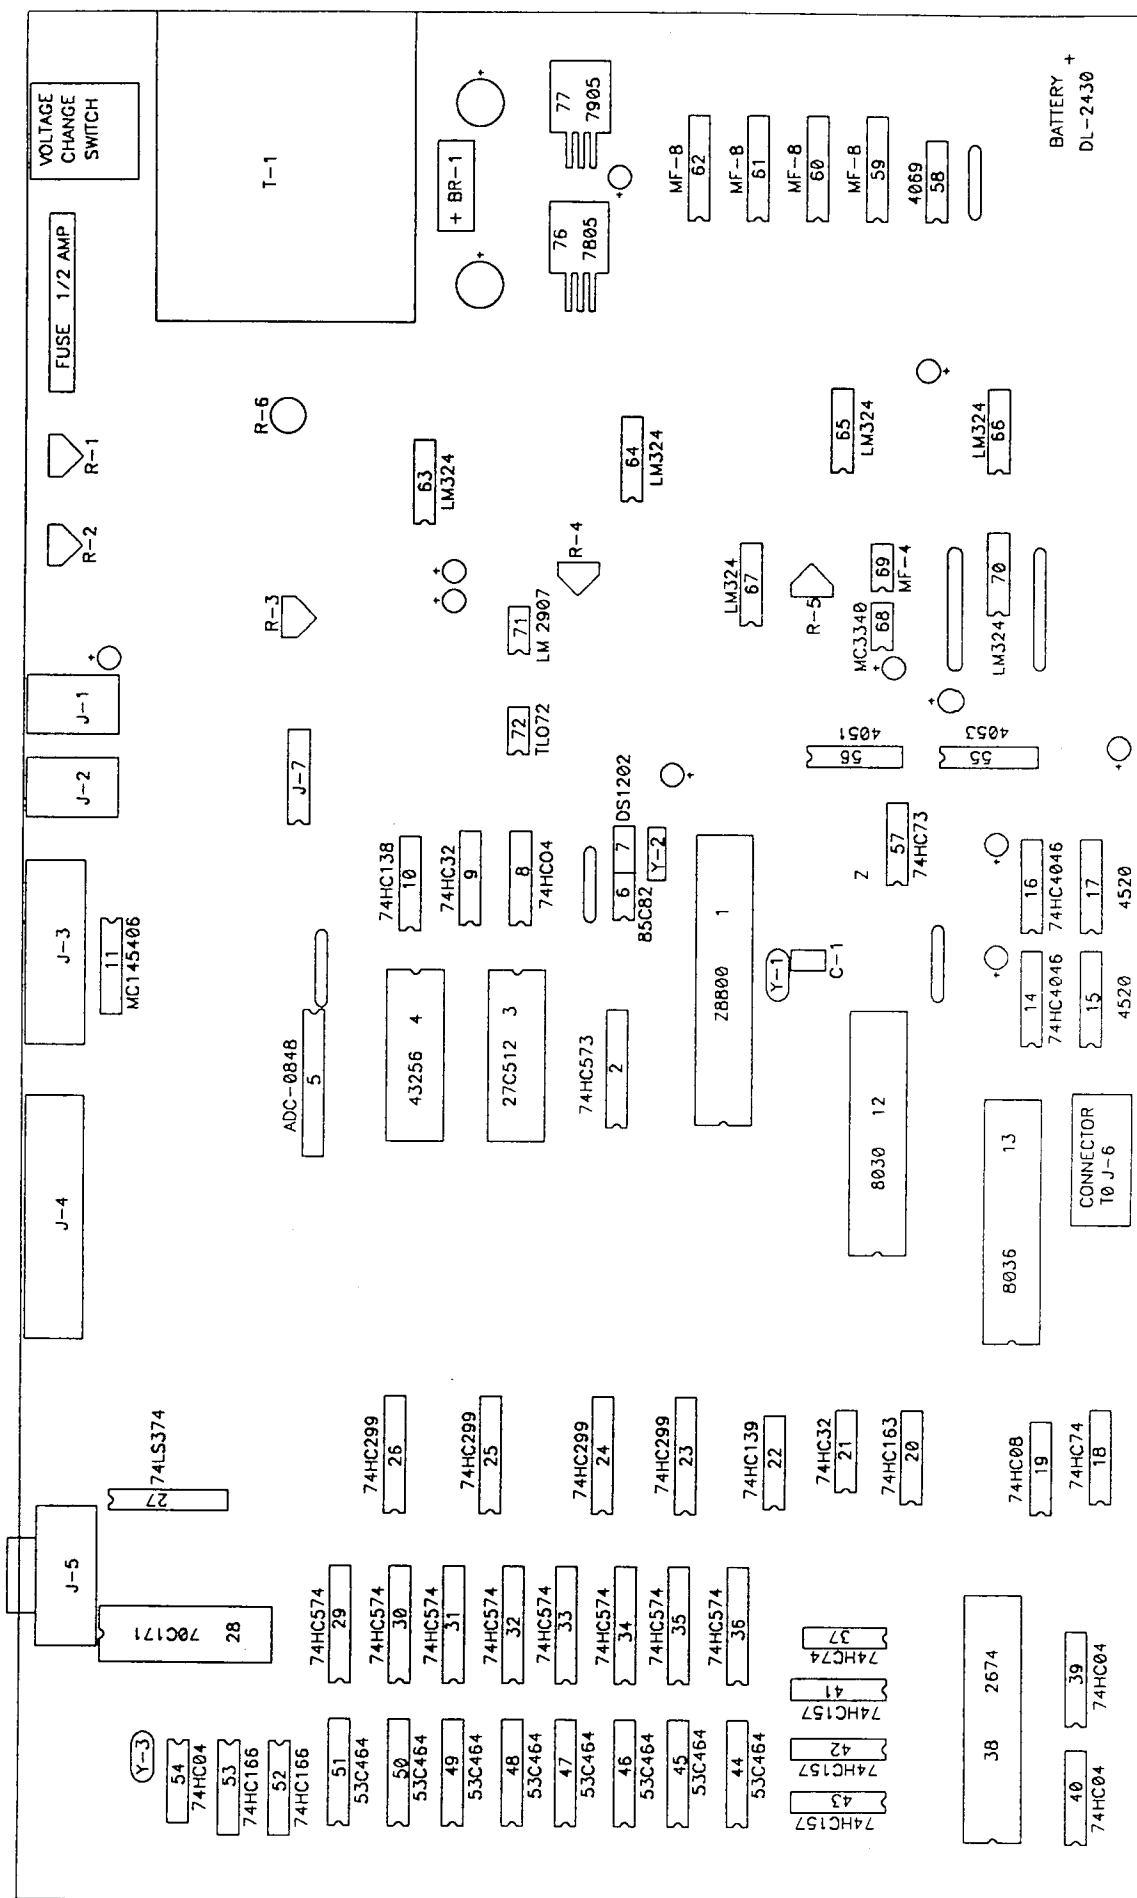 VOLTAGE
CHANGE
SWITCH
FUSE 1/2 AMP
R-1
R-2
J-1
J-2
J-3
11
MC145406
J-4
J-5
27
74LS374
70C171 28
Y-3
54
74HC04
53
74HC166
52
74HC166
T-1
+ BR-1
+
+
77
7905
76
7805
+
MF-8
62
MF-8
61
MF-8
60
MF-8
59
4069
58
BATTERY +
DL-2430
R-6
R-3
63
LM324
64
LM324
65
LM324
LM324
66
+
+
+
R-4
71
LM 2907
72
TL072
LM324
67
R-5
69
MF-4
MC3340
68
+
70
LM324
+
+
4051
56
4053
55
+
J-7
74HC138
10
74HC32
9
8
74HC04
DS1202
7
6
85C82
Y-2
+
Z8800 1
Y-1
C-1
Z
57
74HC73
+
16
74HC4046
17
4520
+
14
74HC4046
15
4520
ADC-0848
5
43256 4
27C512 3
74HC573
2
8030 12
8036 13
CONNECTOR
TO J-6
74HC299
26
74HC299
25
74HC299
24
74HC299
23
74HC139
22
74HC32
21
74HC163
20
74HC08
19
74HC74
18
74HC574
29
74HC574
30
74HC574
31
74HC574
32
74HC574
33
74HC574
34
74HC574
35
74HC574
36
37
74HC74
41
74HC157
42
74HC157
43
74HC157
51
53C464
50
53C464
49
53C464
48
53C464
47
53C464
46
53C464
45
53C464
44
53C464
38 2674
39
74HC04
40
74HC04